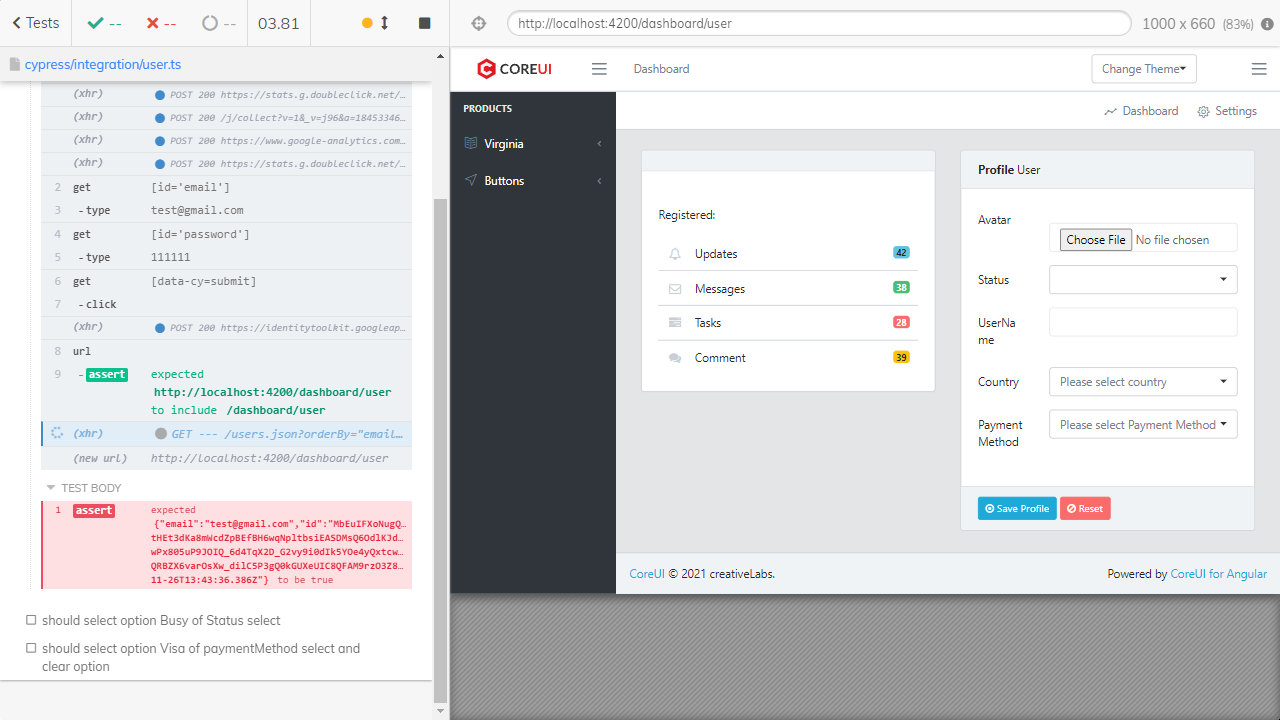 Tests
--
--
--
03.81
http://localhost:4200/dashboard/user
1000 x 660 (83%)
cypress/integration/user.ts
(xhr) POST 200 https://stats.g.doubleclick.net/…
(xhr) POST 200 /j/collect?v=1&_v=j96&a=18453346…
(xhr) POST 200 https://www.google-analytics.com…
(xhr) POST 200 https://stats.g.doubleclick.net/…
2 get [id='email']
3 -type test@gmail.com
4 get [id='password']
5 -type 111111
6 get [data-cy=submit]
7 -click
(xhr) POST 200 https://identitytoolkit.googleap…
8 url
9 -assert expected
http://localhost:4200/dashboard/user
to include /dashboard/user
(xhr) GET --- /users.json?orderBy="email…
(new url) http://localhost:4200/dashboard/user
TEST BODY
1 assert expected
{"email":"test@gmail.com","id":"MbEuIFXoNugQ…
tHEt3dKa8mWcdZpBEfBH6wqNpltbsiEASDMsQ6OdlKJd…
wPx805uP9JOIQ_6d4TqX2D_G2vy9i0dIk5YOe4yQxtcw…
QRBZX6varOsXw_dilC5P3gQ0kGUXeUIC8QFAM9rzO3Z8…
11-26T13:43:36.386Z"} to be true
should select option Busy of Status select
should select option Visa of paymentMethod select and
clear option
COREUI
Dashboard
Change Theme
PRODUCTS
Virginia
Buttons
Dashboard
Settings
Registered:
Updates 42
Messages 38
Tasks 28
Comment 39
Profile User
Avatar
Choose File No file chosen
Status
UserNa
me
Country Please select country
Payment
Method
Please select Payment Method
Save Profile
Reset
CoreUI © 2021 creativeLabs.
Powered by CoreUI for Angular